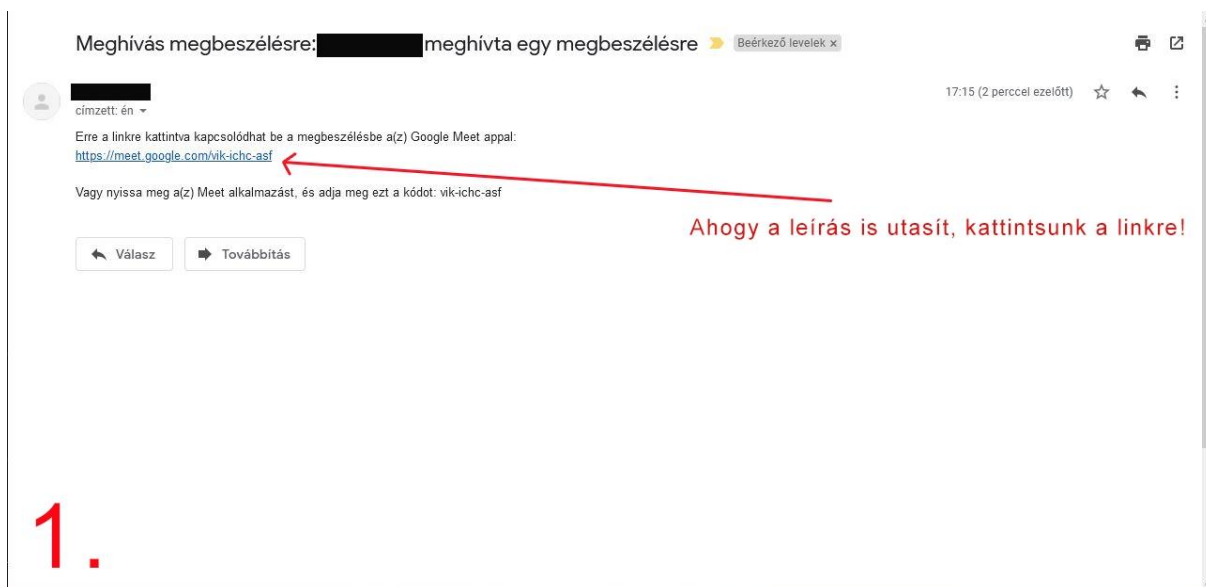 Meghívás megbeszélésre: meghívta egy megbeszélésre Beérkező levelek x
17:15 (2 perccel ezelőtt)
címzett: én
Erre a linkre kattintva kapcsolódhat be a megbeszélésbe a(z) Google Meet appal:
https://meet.google.com/vik-ichc-asf
Vagy nyissa meg a(z) Meet alkalmazást, és adja meg ezt a kódot: vik-ichc-asf
Ahogy a leírás is utasít, kattintsunk a linkre!
Válasz Továbbítás
1.